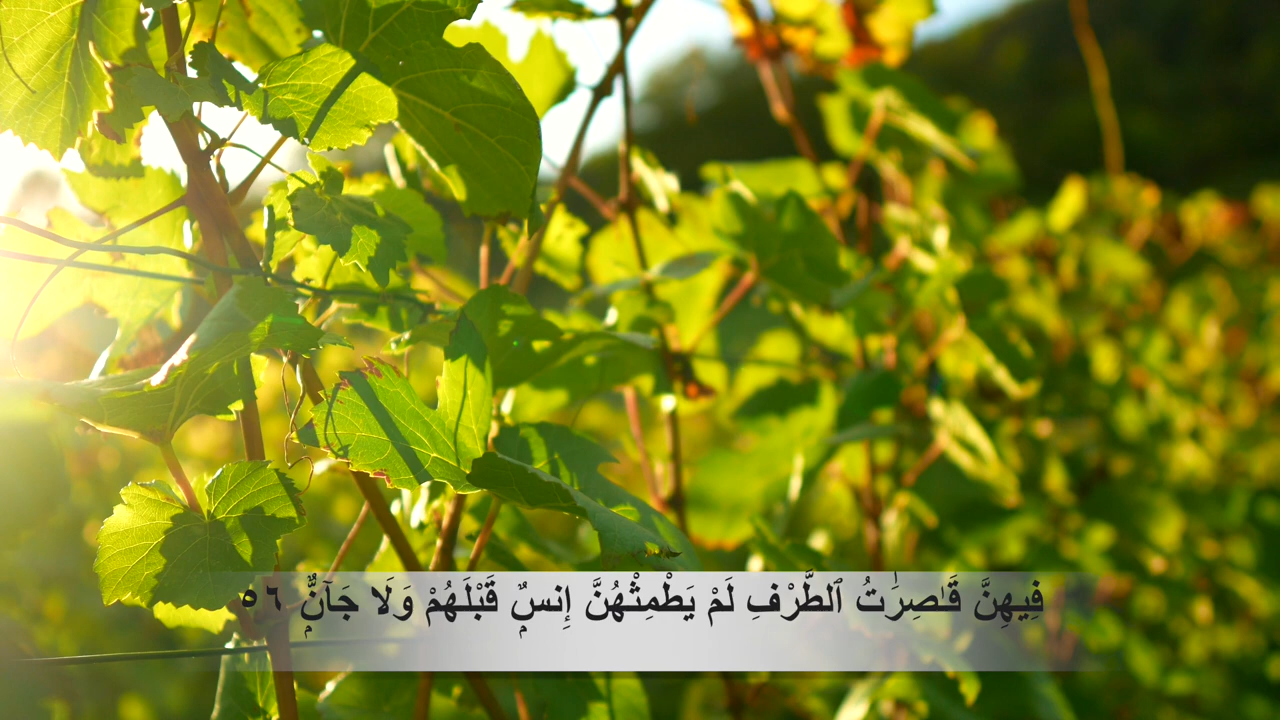 فِيهِنَّ قَـٰصِرَٰتُ ٱلطَّرْفِ لَمْ يَطْمِثْهُنَّ إِنسٌۭ قَبْلَهُمْ وَلَا جَآنٌّۭ ٥٦